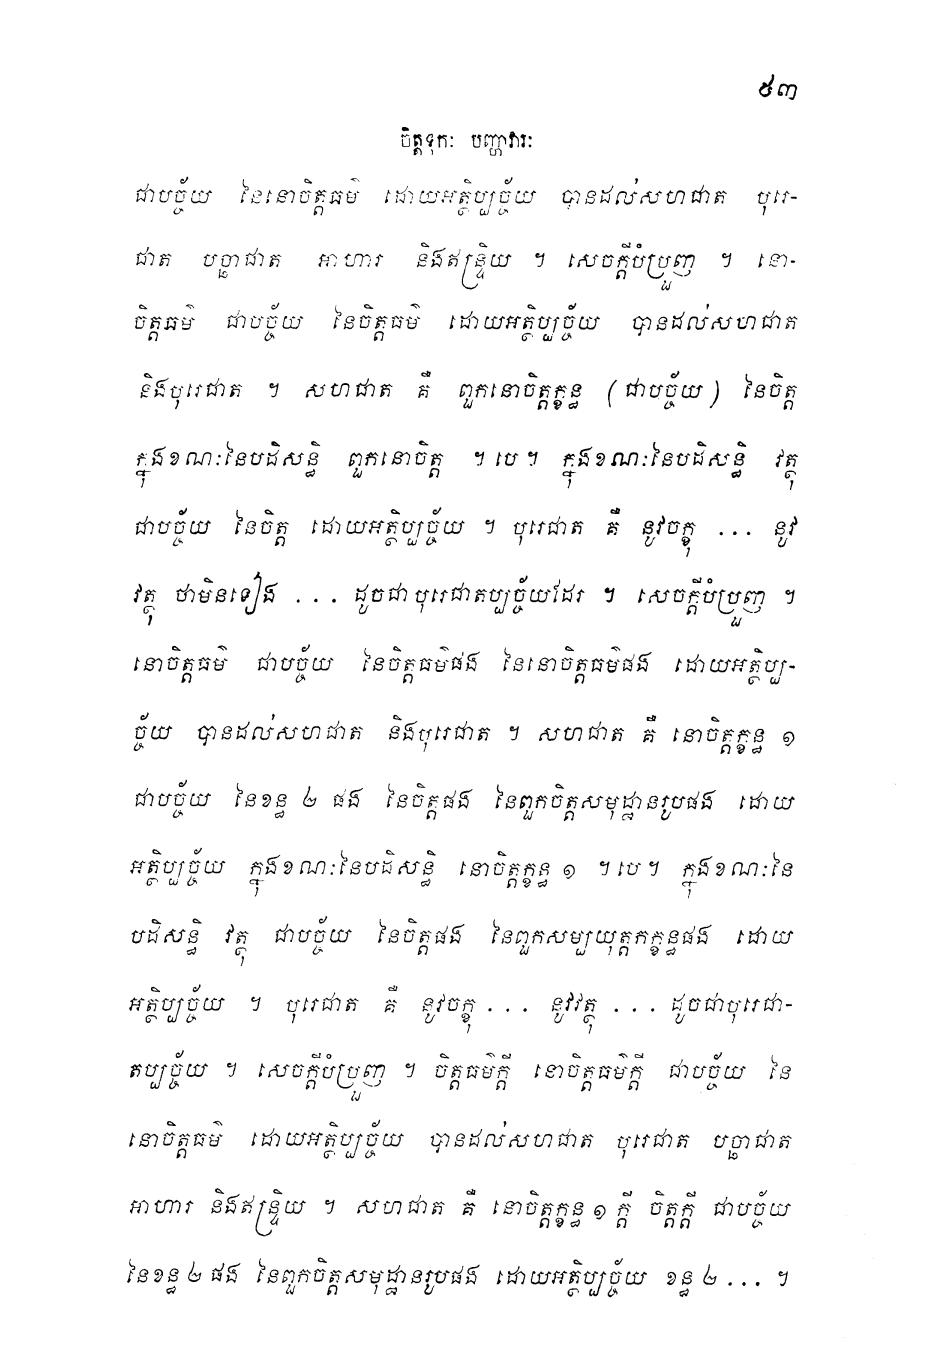 ៥៣
ចិត្តទុកៈ បញ្ហាវារៈ
ជាបច្ច័យ នៃនោចិត្តធម៌ ដោយអត្ថិប្បច្ច័យ បានដល់សហជាត បុរេ-
ជាត បច្ឆាជាត អាហារ និងឥន្ទ្រិយ ។ សេចក្តីបំប្រួញ ។ នោ-
ចិត្តធម៌ ជាបច្ច័យ នៃចិត្តធម៌ ដោយអត្ថិប្បច្ច័យ បានដល់សហជាត
និងបុរេជាត ។ សហជាត គឺ ពួកនោចិត្តក្ខន្ធ (ជាបច្ច័យ) នៃចិត្ត
ក្នុងខណៈនៃបដិសន្ធិ ពួកនោចិត្ត ។ បេ ។ ក្នុងខណៈនៃបដិសន្ធិ វត្ថុ
ជាបច្ច័យ នៃចិត្ត ដោយអត្ថិប្បច្ច័យ ។ បុរេជាត គឺ នូវចក្ខុ ... នូវ
វត្ថុ ថាមិនទៀង ... ដូចជាបុរេជាតប្បច្ច័យដែរ ។ សេចក្តីបំប្រួញ ។
នោចិត្តធម៌ ជាបច្ច័យ នៃចិត្តធម៌ផង នៃនោចិត្តធម៌ផង ដោយអត្ថិប្ប-
ច្ច័យ បានដល់សហជាត និងបុរេជាត ។ សហជាត គឺ នោចិត្តក្ខន្ធ ១
ជាបច្ច័យ នៃខន្ធ ២ ផង នៃចិត្តផង នៃពួកចិត្តសមុដ្ឋានរូបផង ដោយ
អត្ថិប្បច្ច័យ ក្នុងខណៈនៃបដិសន្ធិ នោចិត្តក្ខន្ធ ១ ។ បេ ។ ក្នុងខណៈនៃ
បដិសន្ធិ វត្ថុ ជាបច្ច័យ នៃចិត្តផង នៃពួកសម្បយុត្តកក្ខន្ធផង ដោយ
អត្ថិប្បច្ច័យ ។ បុរេជាត គឺ នូវចក្ខុ ... នូវវត្ថុ ... ដូចជាបុរេជា-
តប្បច្ច័យ ។ សេចក្តីបំប្រួញ ។ ចិត្តធម៌ក្តី នោចិត្តធម៌ក្តី ជាបច្ច័យ នៃ
នោចិត្តធម៌ ដោយអត្ថិប្បច្ច័យ បានដល់សហជាត បុរេជាត បច្ឆាជាត
អាហារ និងឥន្ទ្រិយ ។ សហជាត គឺ នោចិត្តក្ខន្ធ ១ ក្តី ចិត្តក្តី ជាបច្ច័យ
នៃខន្ធ ២ ផង នៃពួកចិត្តសមុដ្ឋានរូបផង ដោយអត្ថិប្បច្ច័យ ខន្ធ ២ ... ។